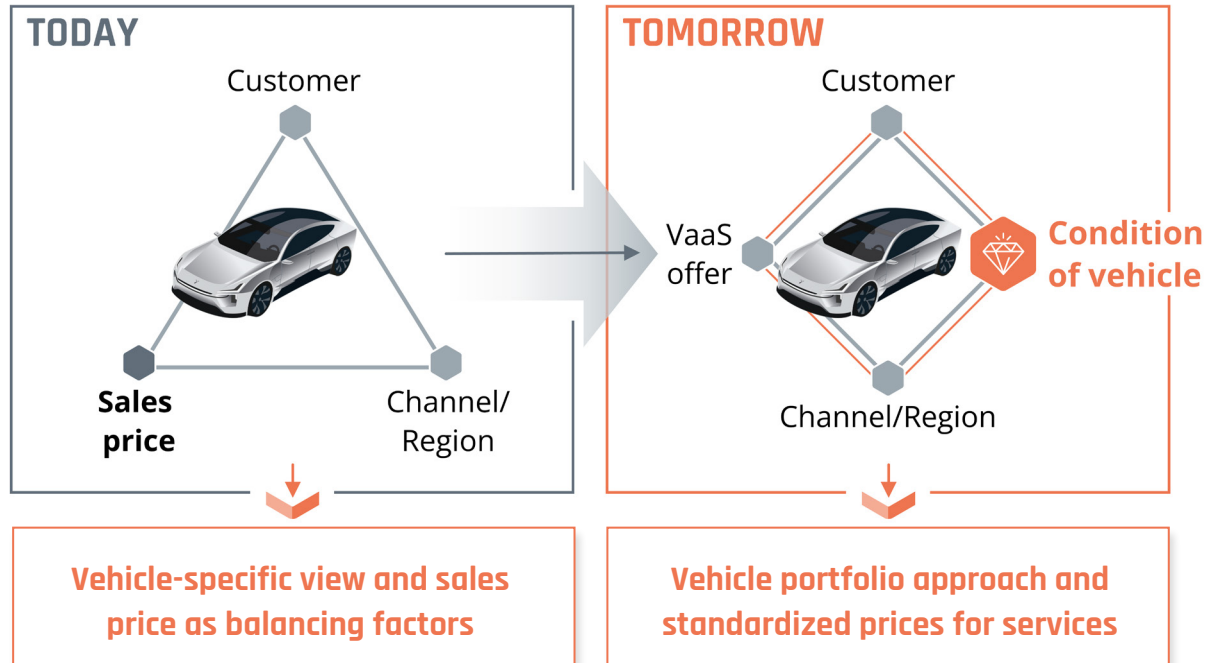 TODAY
Customer
Sales
price
Channel/
Region
Vehicle-specific view and sales
price as balancing factors
TOMORROW
Customer
VaaS
offer
Condition
of vehicle
Channel/Region
Vehicle portfolio approach and
standardized prices for services